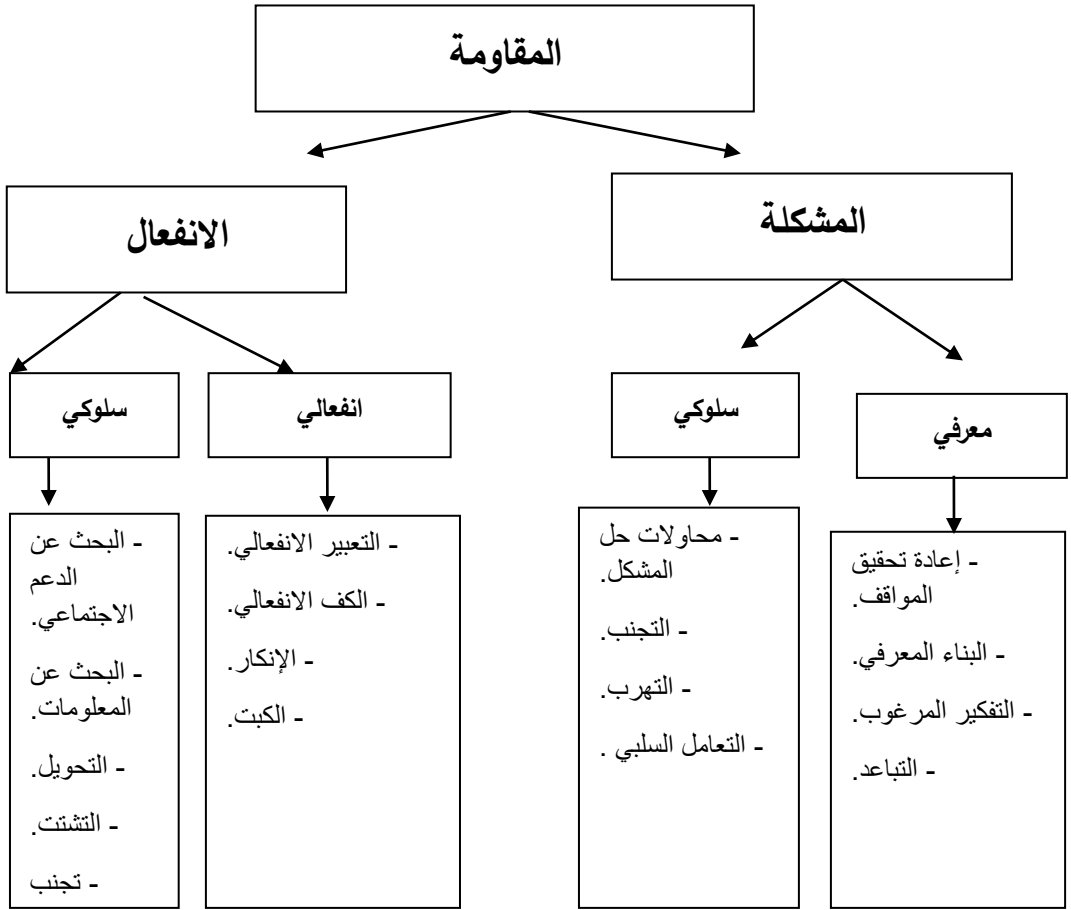 المقاومة
المشكلة
الانفعال
معرفي
سلوكي
انفعالي
سلوكي
- إعادة تحقيق
المواقف.
- البناء المعرفي.
- التفكير المرغوب.
- التباعد.
- محاولات حل
المشكل.
- التجنب.
- التهرب.
- التعامل السلبي .
- التعبير الانفعالي.
- الكف الانفعالي.
- الإنكار.
- الكبت.
- البحث عن
الدعم
الاجتماعي.
- البحث عن
المعلومات.
- التحويل.
- التشتت.
- تجنب